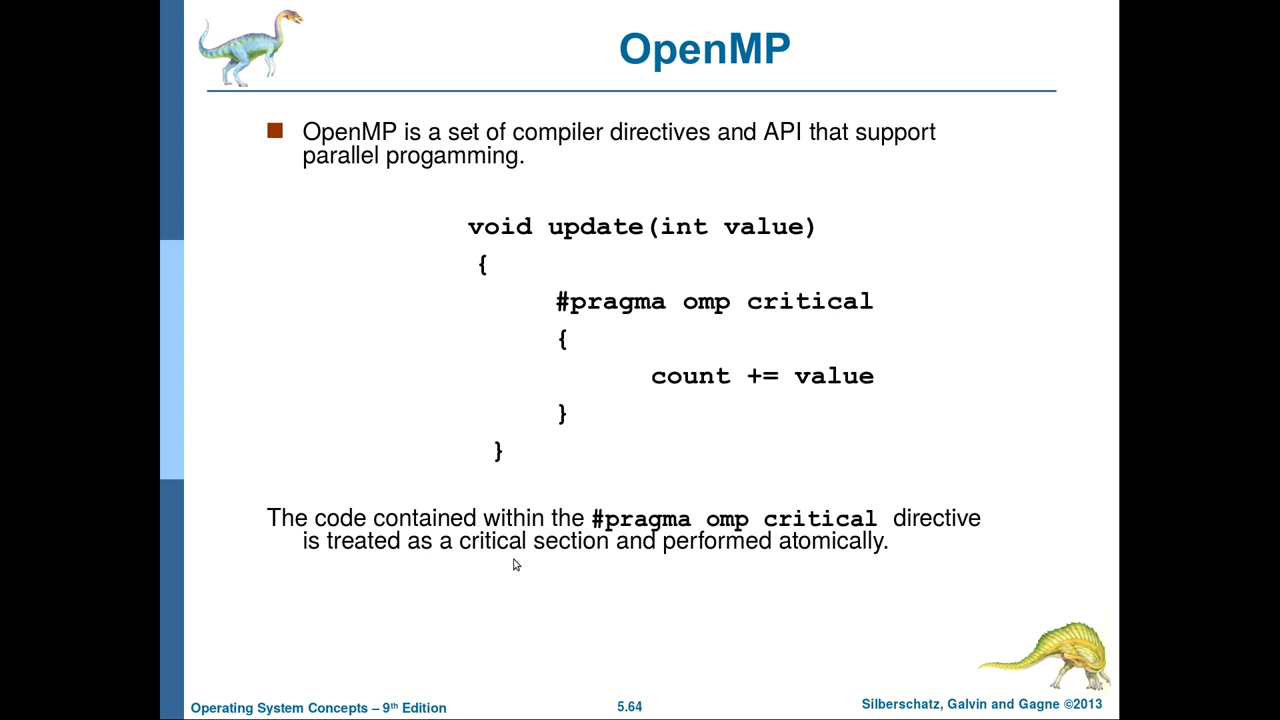 OpenMP
OpenMP is a set of compiler directives and API that support
parallel progamming.
void update(int value)
{
#pragma omp critical
{
count += value
}
}
The code contained within the #pragma omp critical directive
is treated as a critical section and performed atomically.
Operating System Concepts – 9th Edition
5.64
Silberschatz, Galvin and Gagne ©2013